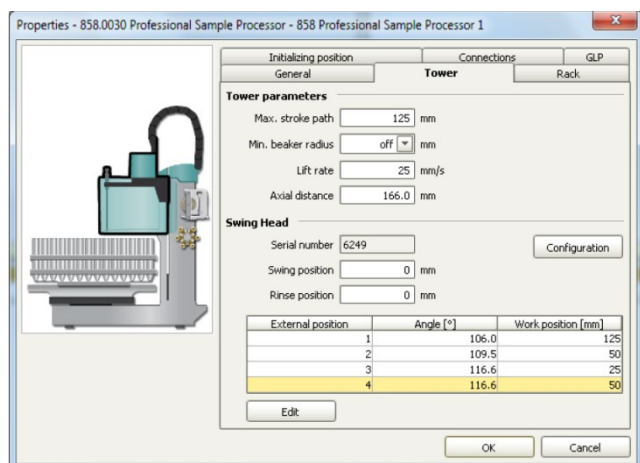 Properties - 858.0030 Professional Sample Processor - 858 Professional Sample Processor 1
Initializing position Connections GLP
General Tower Rack
Tower parameters
Max. stroke path 125 mm
Min. beaker radius off mm
Lift rate 25 mm/s
Axial distance 166.0 mm
Swing Head
Serial number 6249 Configuration
Swing position 0 mm
Rinse position 0 mm
External position Angle [°] Work position [mm]
1 106.0 125
2 109.5 50
3 116.6 25
4 116.6 50
Edit
OK Cancel